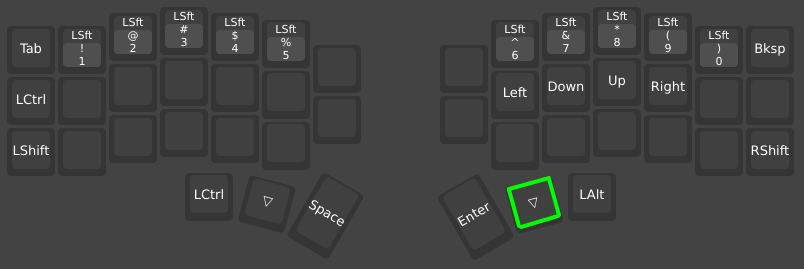 Tab LSft ! 1 LSft @ 2 LSft # 3 LSft $ 4 LSft % 5 LSft ^ 6 LSft & 7 LSft * 8 LSft ( 9 LSft ) 0 Bksp
LCtrl Left Down Up Right
LShift RShift
LCtrl ▽ Space Enter ▽ LAlt